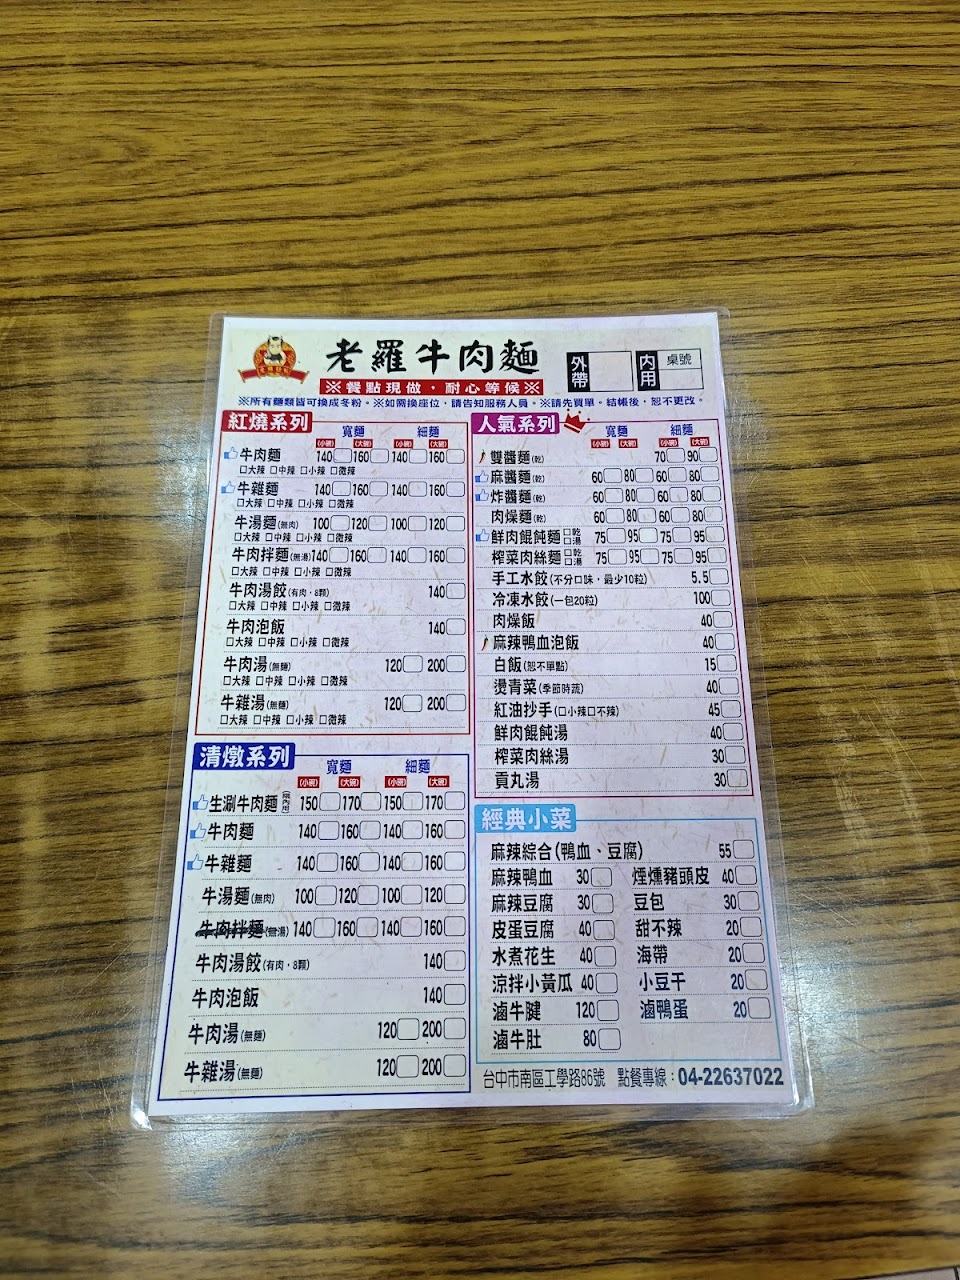 老羅牛肉麵
外帶
內用 桌號
※餐點現做，耐心等候※
※所有麵類皆可換成冬粉。※如需換座位，請告知服務人員。※請先買單。結帳後，恕不更改。
紅燒系列
寬麵 細麵
(小碗) (大碗) (小碗) (大碗)
牛肉麵 140 160 140 160
□大辣 □中辣 □小辣 □微辣
牛雜麵 140 160 140 160
□大辣 □中辣 □小辣 □微辣
牛湯麵(無肉) 100 120 100 120
□大辣 □中辣 □小辣 □微辣
牛肉拌麵(無湯) 140 160 140 160
□大辣 □中辣 □小辣 □微辣
牛肉湯餃(有肉，8顆) 140
□大辣 □中辣 □小辣 □微辣
牛肉泡飯 140
□大辣 □中辣 □小辣 □微辣
牛肉湯(無麵) 120 200
□大辣 □中辣 □小辣 □微辣
牛雜湯(無麵) 120 200
□大辣 □中辣 □小辣 □微辣
清燉系列
寬麵 細麵
(小碗) (大碗) (小碗) (大碗)
生涮牛肉麵 150 170 150 170
牛肉麵 140 160 140 160
牛雜麵 140 160 140 160
牛湯麵(無肉) 100 120 100 120
牛肉拌麵(無湯) 140 160 140 160
牛肉湯餃(有肉，8顆) 140
牛肉泡飯 140
牛肉湯(無麵) 120 200
牛雜湯(無麵) 120 200
人氣系列
寬麵 細麵
(小碗) (大碗) (小碗) (大碗)
雙醬麵(乾) 70 90
麻醬麵(乾) 60 80 60 80
炸醬麵(乾) 60 80 60 80
肉燥麵(乾) 60 80 60 80
鮮肉餛飩麵 □乾 □湯 75 95 75 95
榨菜肉絲麵 □乾 □湯 75 95 75 95
手工水餃(不分口味，最少10粒) 5.5
冷凍水餃(一包20粒) 100
肉燥飯 40
麻辣鴨血泡飯 40
白飯(恕不單點) 15
燙青菜(季節時蔬) 40
紅油抄手(□小辣□不辣) 45
鮮肉餛飩湯 40
榨菜肉絲湯 30
貢丸湯 30
經典小菜
麻辣綜合(鴨血、豆腐) 55
麻辣鴨血 30 煙燻豬頭皮 40
麻辣豆腐 30 豆包 30
皮蛋豆腐 40 甜不辣 20
水煮花生 40 海帶 20
涼拌小黃瓜 40 小豆干 20
滷牛腱 120 滷鴨蛋 20
滷牛肚 80
台中市南區工學路86號 點餐專線：04-22637022